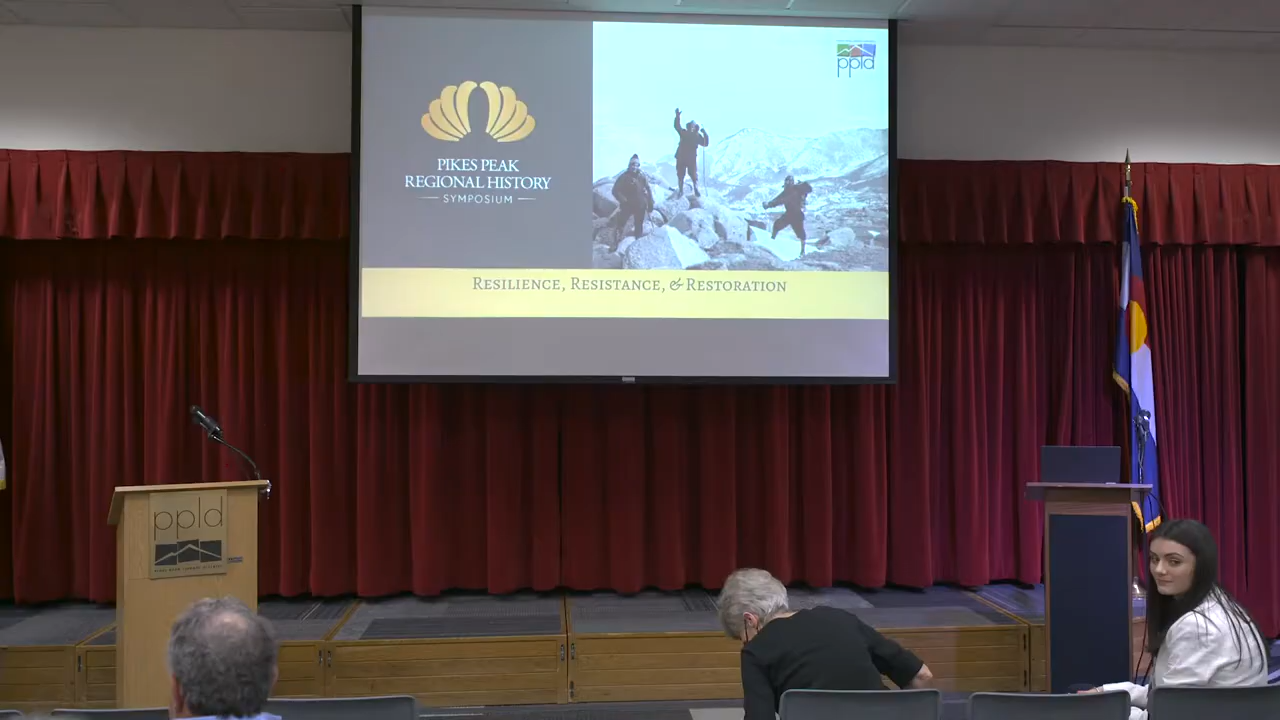 PIKES PEAK
REGIONAL HISTORY
SYMPOSIUM
ppld
RESILIENCE, RESISTANCE, & RESTORATION
ppld